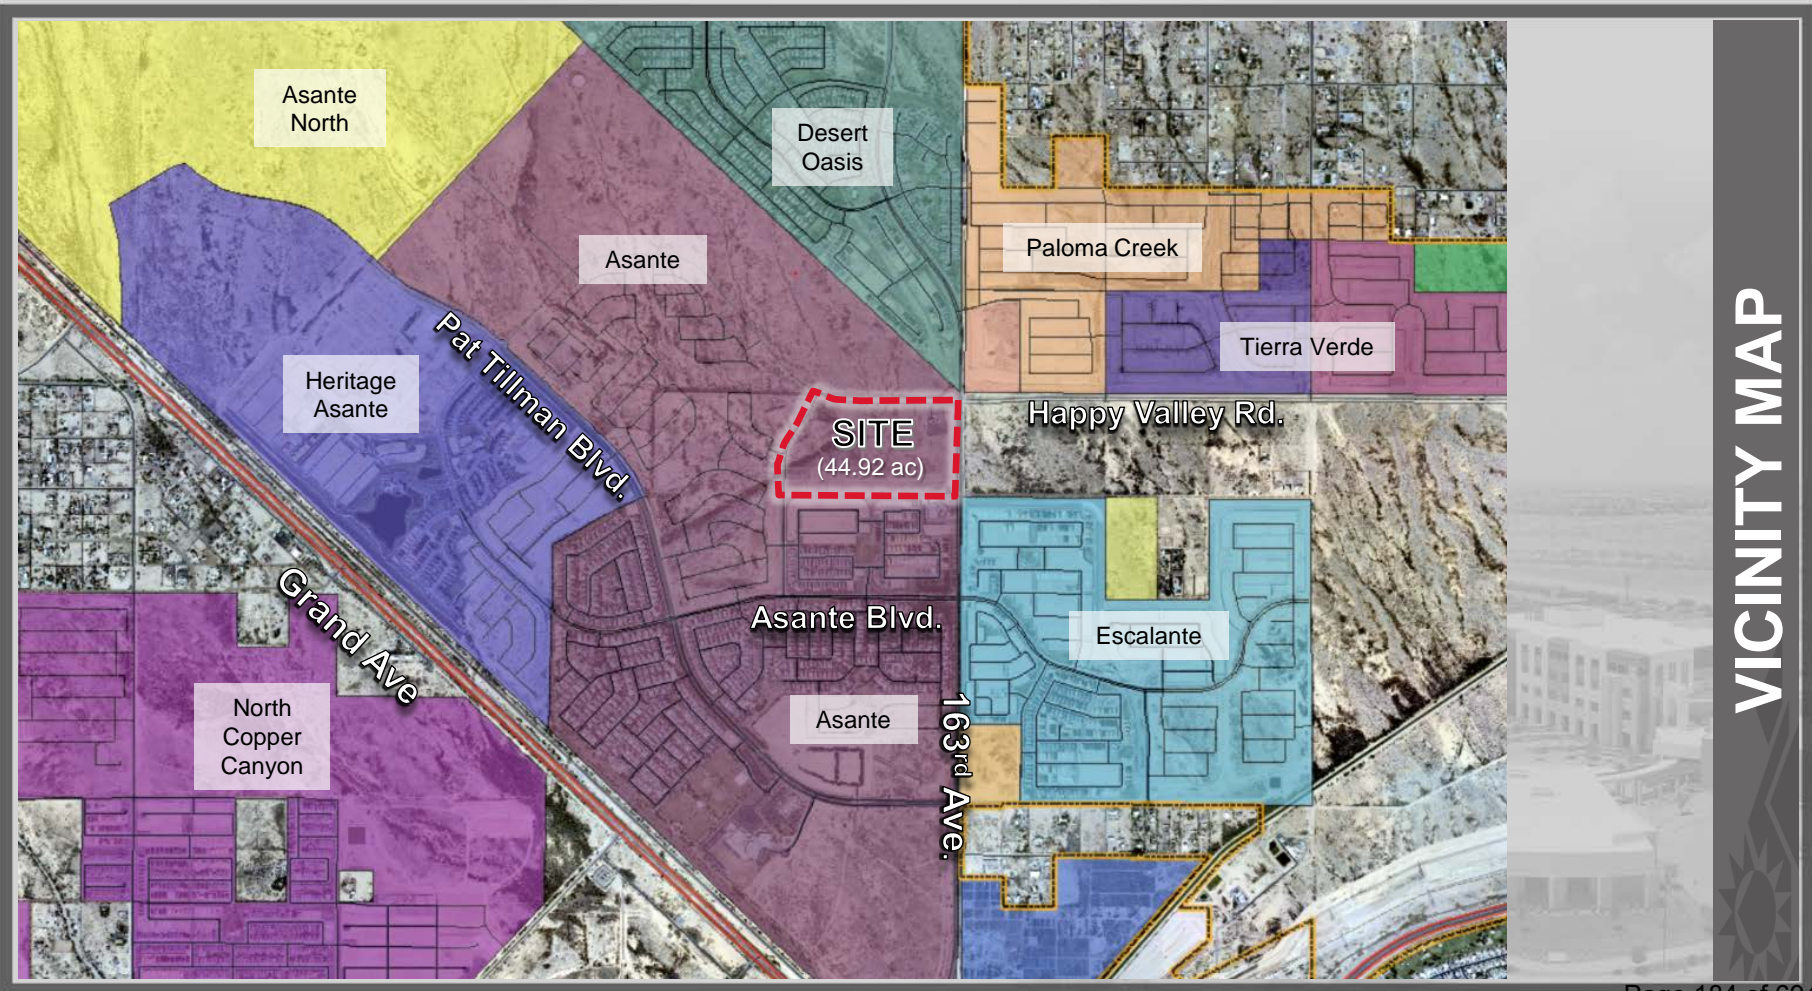 Asante
North
Desert
Oasis
Asante
Paloma Creek
Tierra Verde
Heritage
Asante
Pat Tillman Blvd.
SITE
(44.92 ac)
Happy Valley Rd.
Grand Ave
Asante Blvd.
Escalante
North
Copper
Canyon
Asante
163rd Ave.
VICINITY MAP